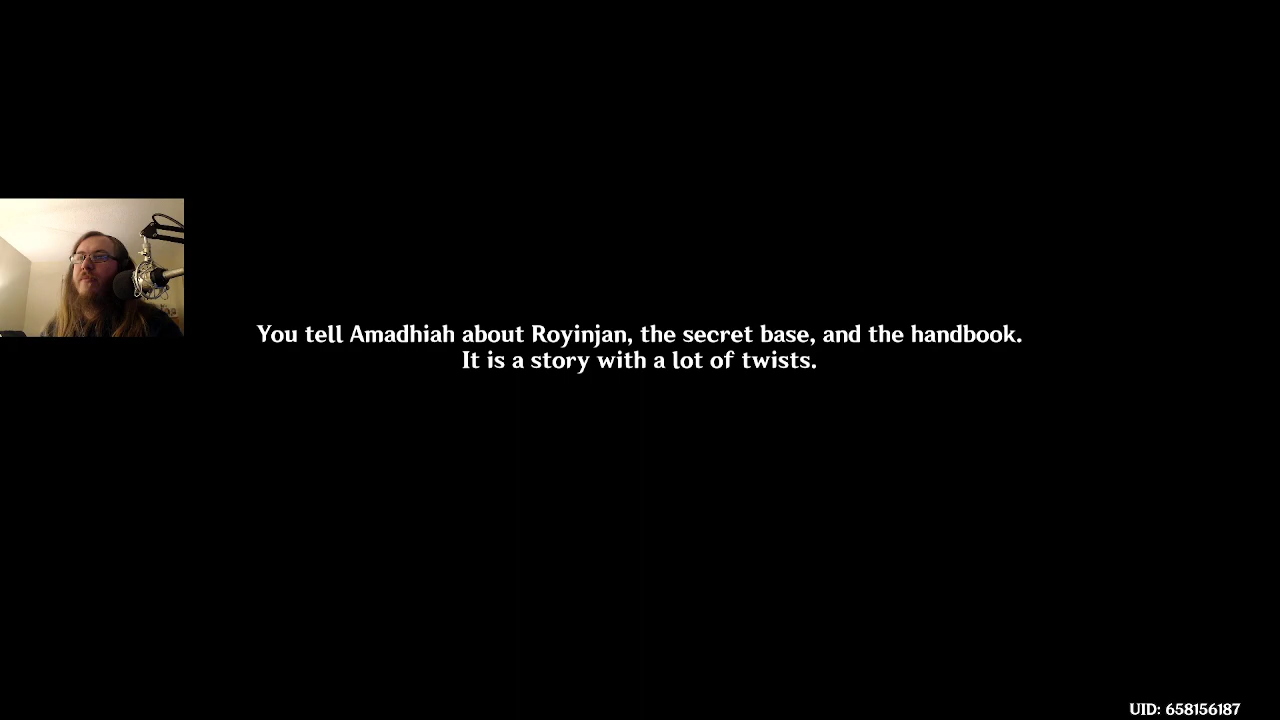 You tell Amadhiah about Royinjan, the secret base, and the handbook.
It is a story with a lot of twists.
UID: 658156187